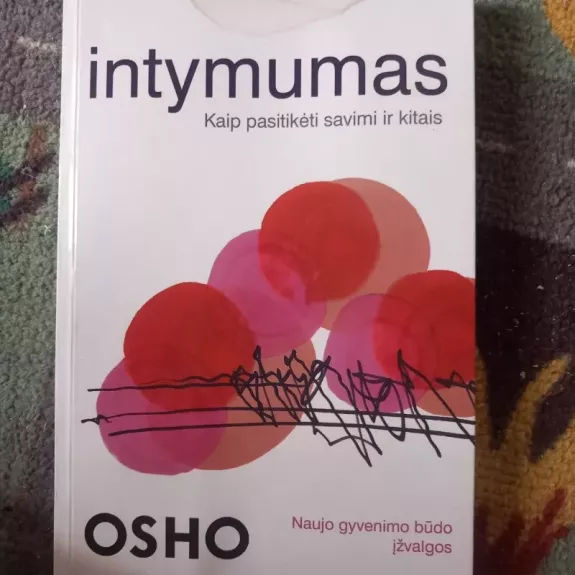 intymumas
Kaip pasitikėti savimi ir kitais
OSHO
Naujo gyvenimo būdo
įžvalgos